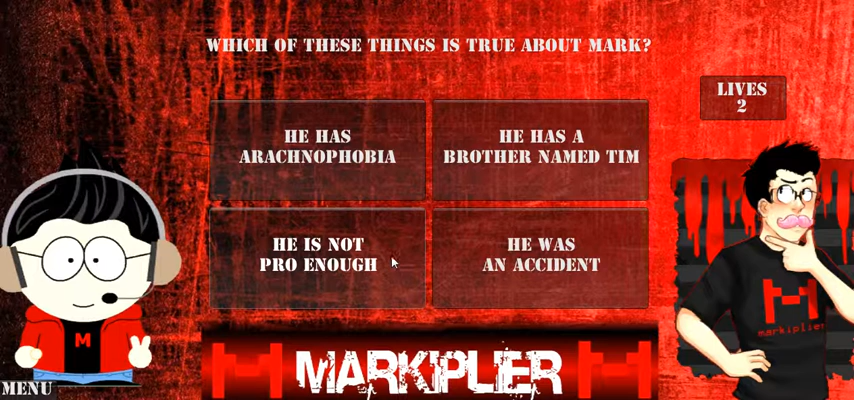 WHICH OF THESE THINGS IS TRUE ABOUT MARK?
LIVES
2
HE HAS
ARACHNOPHOBIA
HE HAS A
BROTHER NAMED TIM
HE IS NOT
PRO ENOUGH
HE WAS
AN ACCIDENT
M
M
markiplier
M MARKIPLIER M
MENU